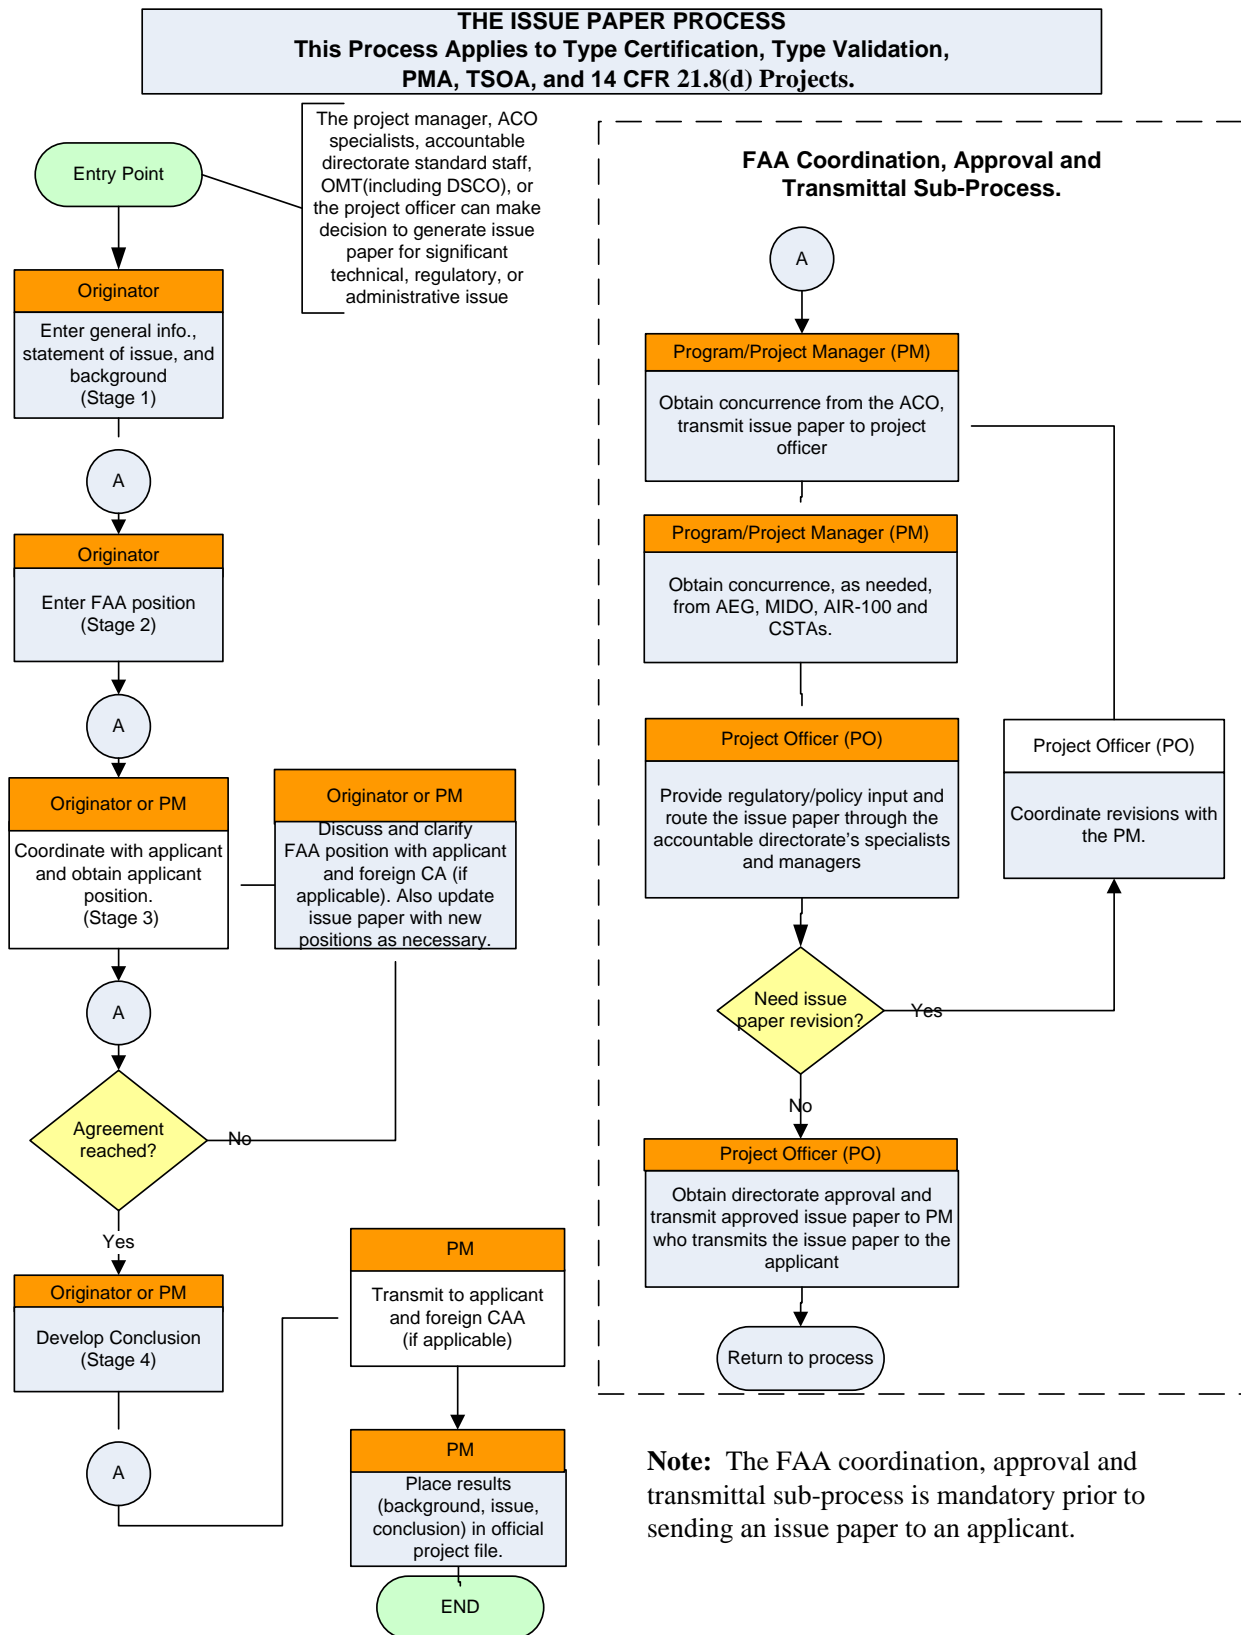 THE ISSUE PAPER PROCESS
This Process Applies to Type Certification, Type Validation,
PMA, TSOA, and 14 CFR 21.8(d) Projects.
Entry Point
The project manager, ACO
specialists, accountable
directorate standard staff,
OMT(including DSCO), or
the project officer can make
decision to generate issue
paper for significant
technical, regulatory, or
administrative issue
Originator
Enter general info.,
statement of issue, and
background
(Stage 1)
A
Originator
Enter FAA position
(Stage 2)
A
Originator or PM
Coordinate with applicant
and obtain applicant
position.
(Stage 3)
Originator or PM
Discuss and clarify
FAA position with applicant
and foreign CA (if
applicable). Also update
issue paper with new
positions as necessary.
A
Agreement
reached?
No
Yes
Originator or PM
Develop Conclusion
(Stage 4)
A
PM
Transmit to applicant
and foreign CAA
(if applicable)
PM
Place results
(background, issue,
conclusion) in official
project file.
END
FAA Coordination, Approval and
Transmittal Sub-Process.
A
Program/Project Manager (PM)
Obtain concurrence from the ACO,
transmit issue paper to project
officer
Program/Project Manager (PM)
Obtain concurrence, as needed,
from AEG, MIDO, AIR-100 and
CSTAs.
Project Officer (PO)
Provide regulatory/policy input and
route the issue paper through the
accountable directorate's specialists
and managers
Project Officer (PO)
Coordinate revisions with
the PM.
Need issue
paper revision?
Yes
No
Project Officer (PO)
Obtain directorate approval and
transmit approved issue paper to PM
who transmits the issue paper to the
applicant
Return to process
Note: The FAA coordination, approval and
transmittal sub-process is mandatory prior to
sending an issue paper to an applicant.